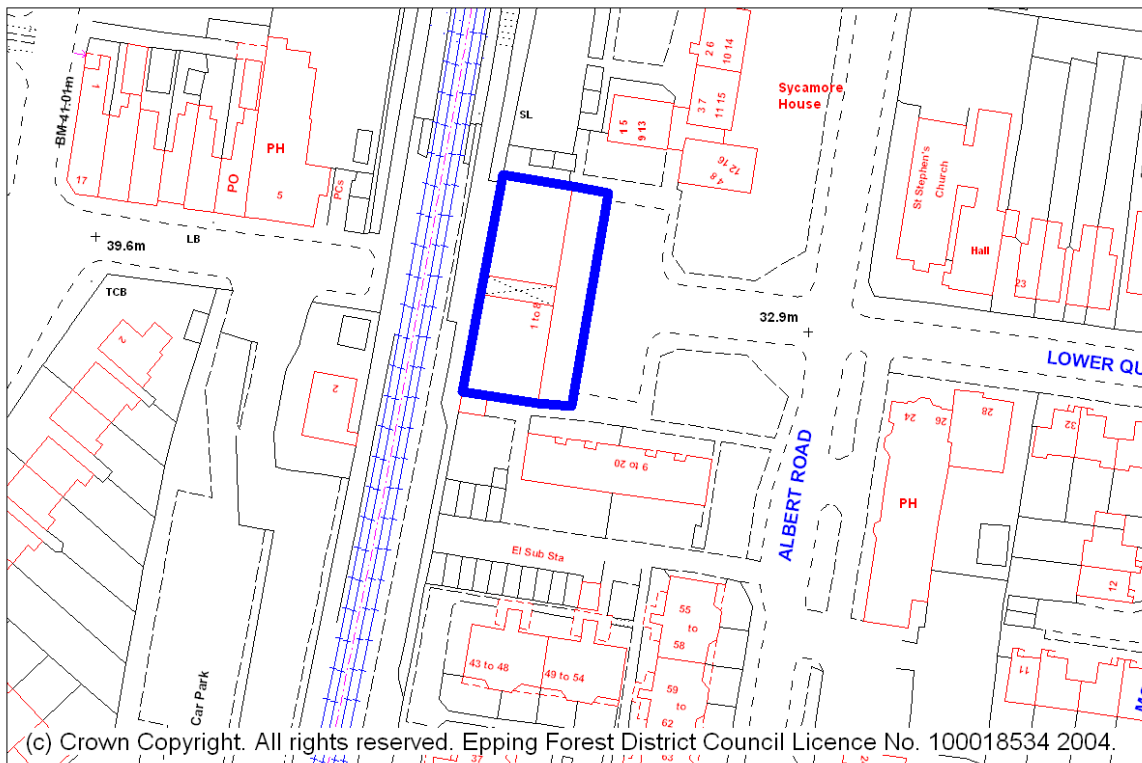 BM 41.01m
1
17
PO
PH
5
PCs
LB
39.6m
TCB
2
2
Car Park
SL
1 5
9 13
2 6
10 14
3 7
11 15
4 8
12 16
Sycamore
House
1 to 8
32.9m
St Stephen's
Church
Hall
23
LOWER QU
24
26
28
32
PH
ALBERT ROAD
9 to 20
El Sub Sta
55
to
58
59
to
62
43 to 48
49 to 54
37
12
11
(c) Crown Copyright. All rights reserved. Epping Forest District Council Licence No. 100018534 2004.